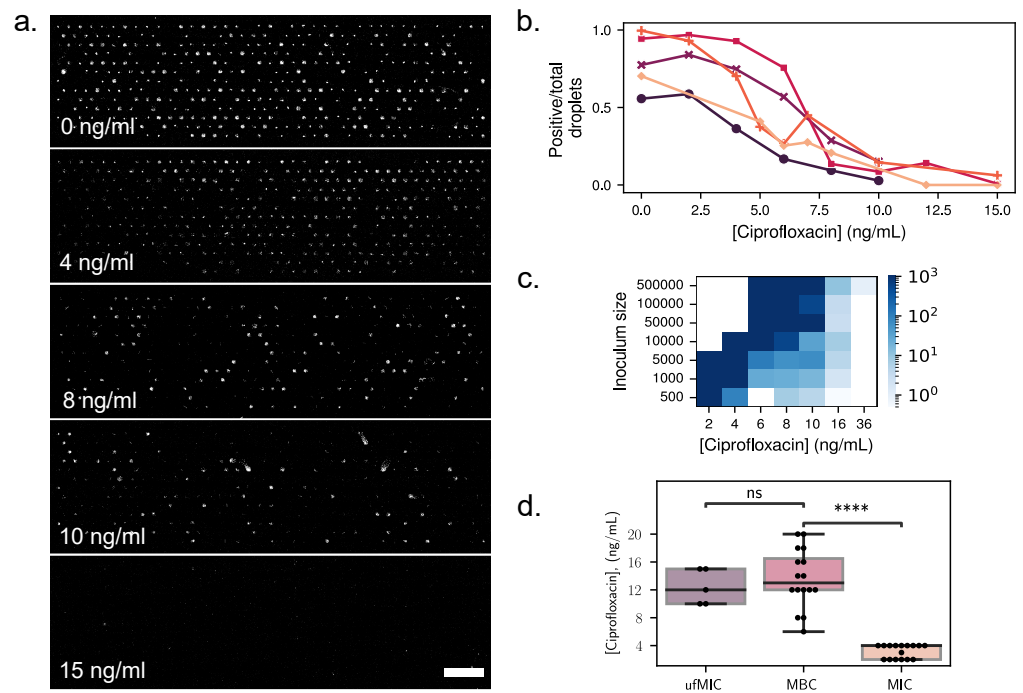 a.
0 ng/ml
4 ng/ml
8 ng/ml
10 ng/ml
15 ng/ml
b.
1.0
0.5
0.0
Positive/total
droplets
0.0 2.5 5.0 7.5 10.0 12.5 15.0
[Ciprofloxacin] (ng/mL)
c.
Inoculum size
500000
100000
50000
10000
5000
1000
500
2 4 6 8 10 16 36
[Ciprofloxacin] (ng/mL)
10³
10²
10¹
10⁰
d.
ns
****
[Ciprofloxacin], (ng/mL)
20
16
12
8
4
ufMIC MBC MIC